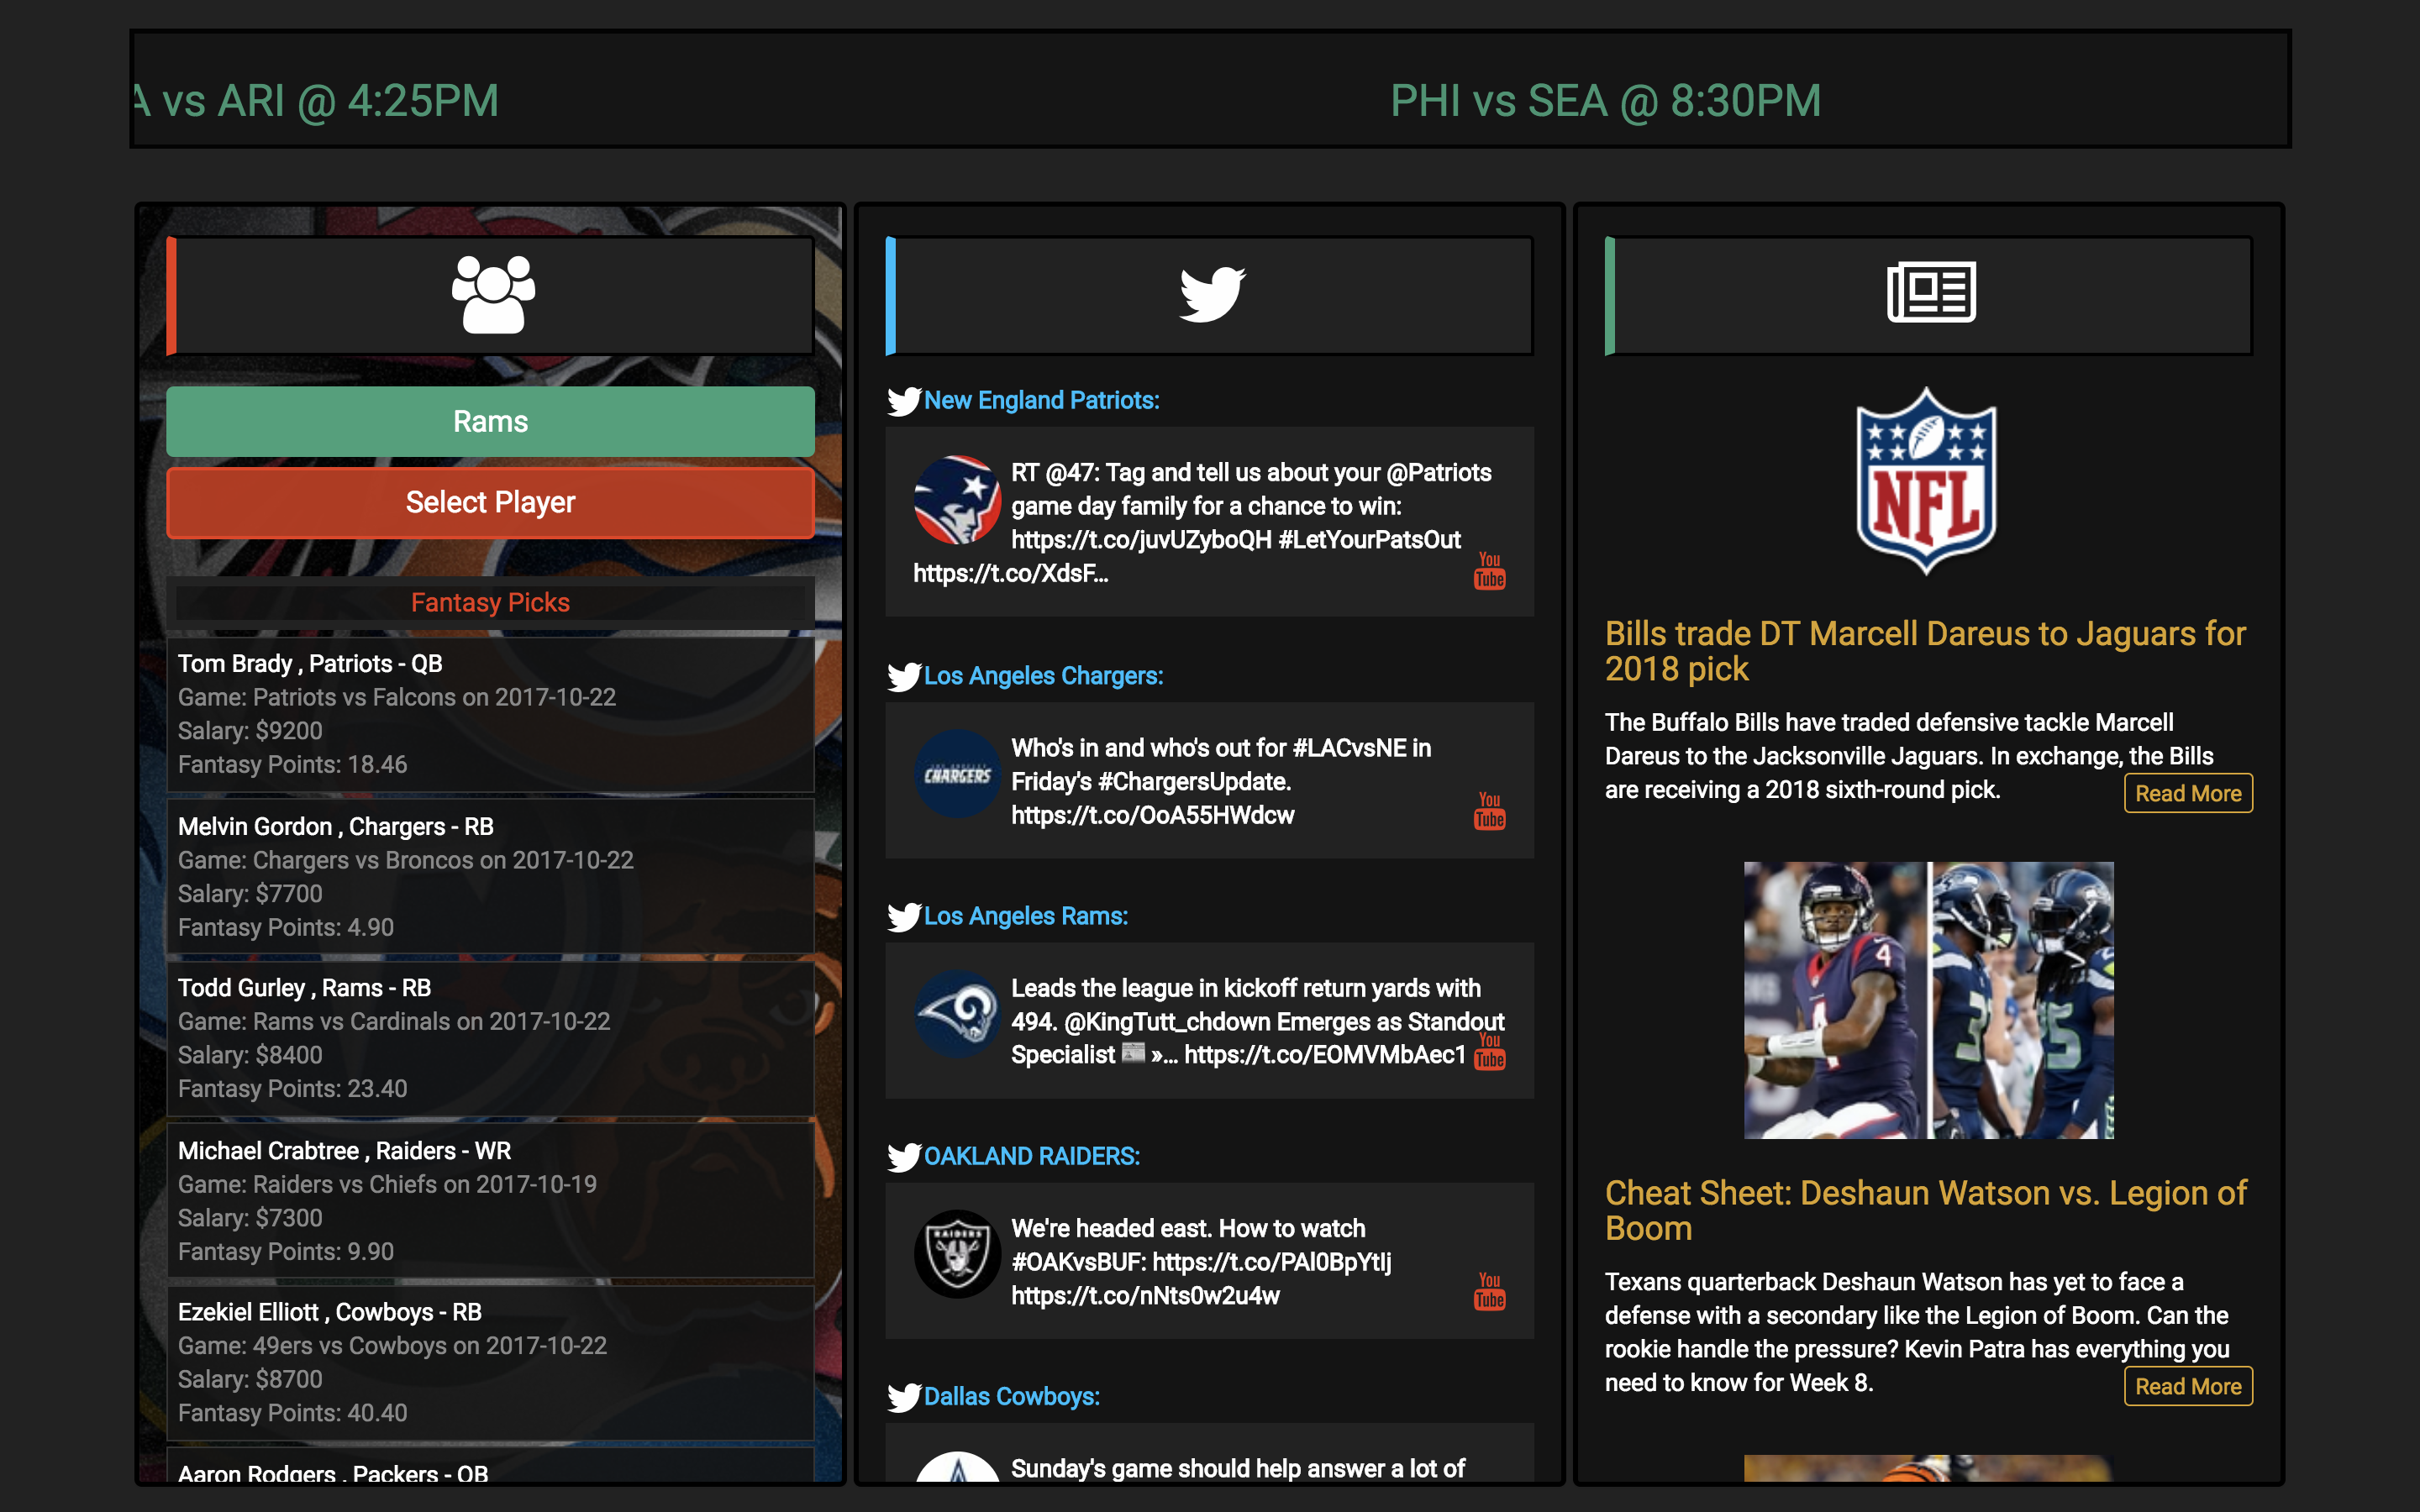 A vs ARI @ 4:25PM
PHI vs SEA @ 8:30PM
Rams
Select Player
Fantasy Picks
Tom Brady , Patriots - QB
Game: Patriots vs Falcons on 2017-10-22
Salary: $9200
Fantasy Points: 18.46
Melvin Gordon , Chargers - RB
Game: Chargers vs Broncos on 2017-10-22
Salary: $7700
Fantasy Points: 4.90
Todd Gurley , Rams - RB
Game: Rams vs Cardinals on 2017-10-22
Salary: $8400
Fantasy Points: 23.40
Michael Crabtree , Raiders - WR
Game: Raiders vs Chiefs on 2017-10-19
Salary: $7300
Fantasy Points: 9.90
Ezekiel Elliott , Cowboys - RB
Game: 49ers vs Cowboys on 2017-10-22
Salary: $8700
Fantasy Points: 40.40
Aaron Rodgers , Packers - QB
New England Patriots:
RT @47: Tag and tell us about your @Patriots
game day family for a chance to win:
https://t.co/juvUZyboQH #LetYourPatsOut
https://t.co/XdsF…
You
Tube
Los Angeles Chargers:
CHARGERS
Who's in and who's out for #LACvsNE in
Friday's #ChargersUpdate.
https://t.co/OoA55HWdcw
You
Tube
Los Angeles Rams:
Leads the league in kickoff return yards with
494. @KingTutt_chdown Emerges as Standout
Specialist 📰 »… https://t.co/EOMVMbAec1
You
Tube
OAKLAND RAIDERS:
RAIDERS
We're headed east. How to watch
#OAKvsBUF: https://t.co/PAl0BpYtIj
https://t.co/nNts0w2u4w
You
Tube
Dallas Cowboys:
Sunday's game should help answer a lot of
NFL
Bills trade DT Marcell Dareus to Jaguars for
2018 pick
The Buffalo Bills have traded defensive tackle Marcell
Dareus to the Jacksonville Jaguars. In exchange, the Bills
are receiving a 2018 sixth-round pick.
Read More
4
Cheat Sheet: Deshaun Watson vs. Legion of
Boom
Texans quarterback Deshaun Watson has yet to face a
defense with a secondary like the Legion of Boom. Can the
rookie handle the pressure? Kevin Patra has everything you
need to know for Week 8.
Read More